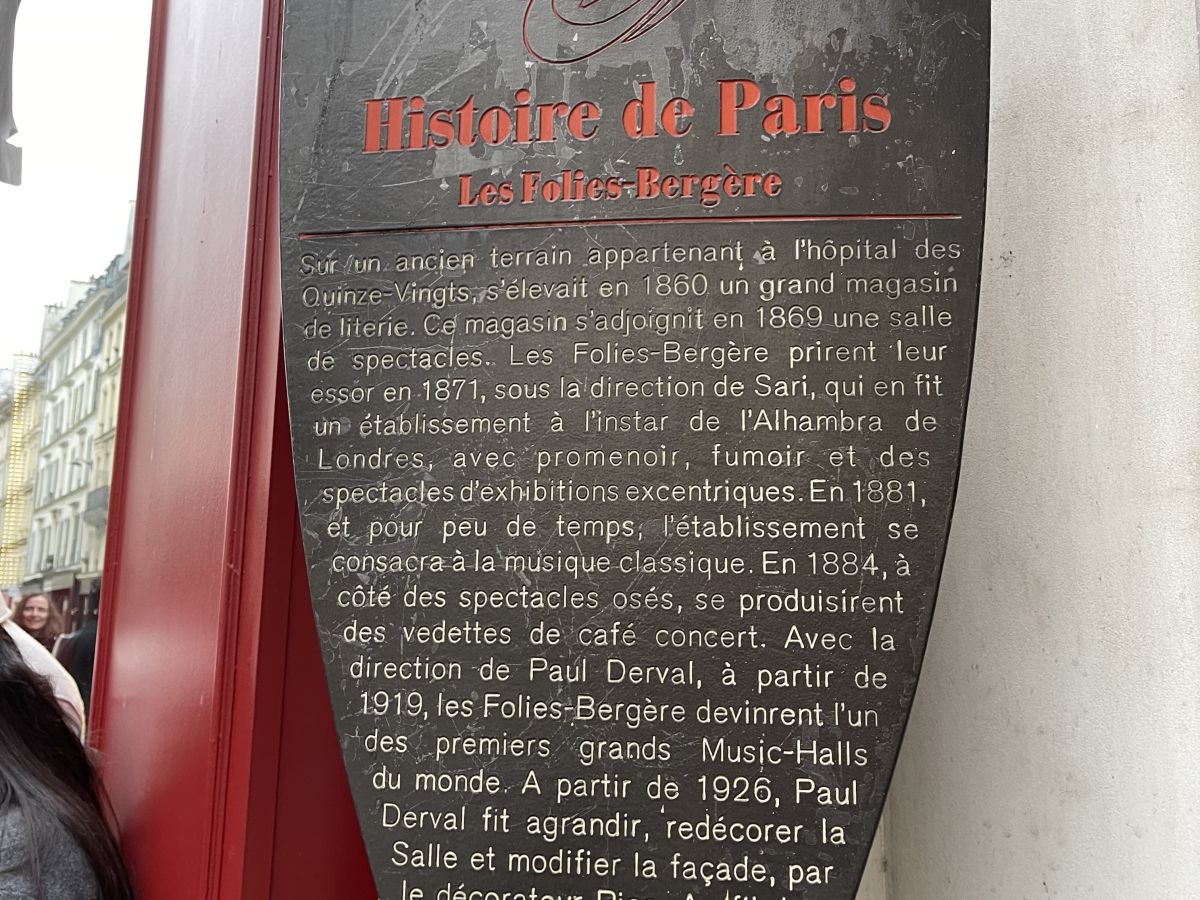 Histoire de Paris
Les Folies-Bergère
Sur un ancien terrain appartenant à l'hôpital des
Quinze-Vingts, s'élevait en 1860 un grand magasin
de literie. Ce magasin s'adjoignit en 1869 une salle
de spectacles. Les Folies-Bergère prirent leur
essor en 1871, sous la direction de Sari, qui en fit
un établissement à l'instar de l'Alhambra de
Londres, avec promenoir, fumoir et des
spectacles d'exhibitions excentriques. En 1881,
et pour peu de temps, l'établissement se
consacra à la musique classique. En 1884, à
côté des spectacles osés, se produisirent
des vedettes de café concert. Avec la
direction de Paul Derval, à partir de
1919, les Folies-Bergère devinrent l'un
des premiers grands Music-Halls
du monde. A partir de 1926, Paul
Derval fit agrandir, redécorer la
Salle et modifier la façade, par
le décorateur